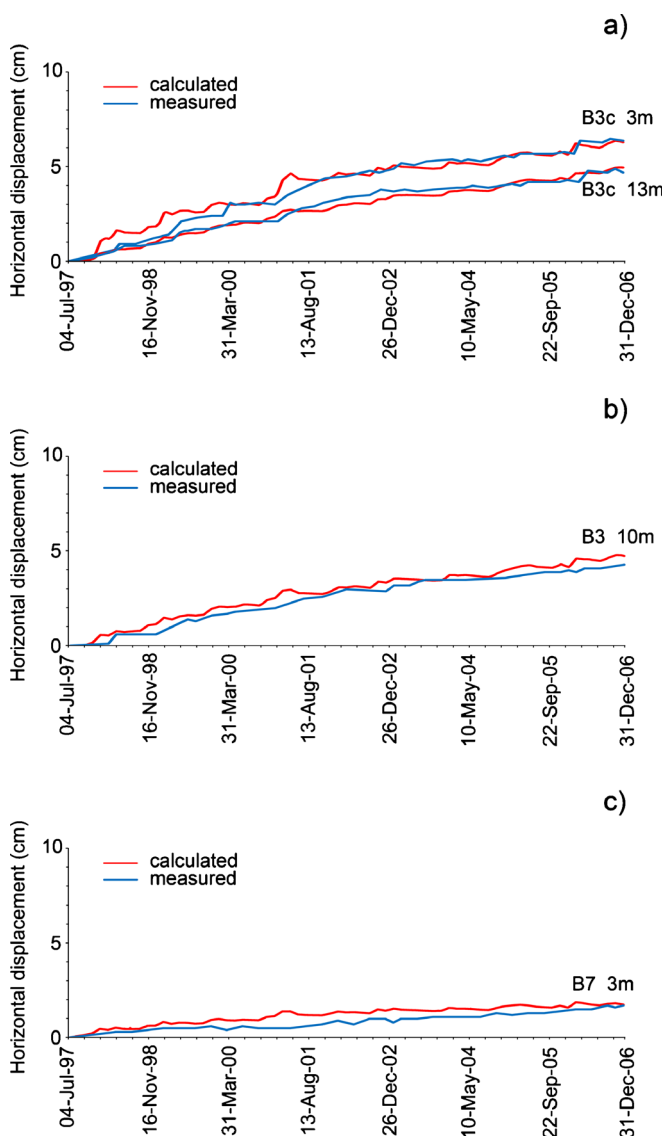 a)
Horizontal displacement (cm)
10
5
0
calculated
measured
B3c 3m
B3c 13m
04-Jul-97
16-Nov-98
31-Mar-00
13-Aug-01
26-Dec-02
10-May-04
22-Sep-05
31-Dec-06
b)
Horizontal displacement (cm)
10
5
0
calculated
measured
B3 10m
04-Jul-97
16-Nov-98
31-Mar-00
13-Aug-01
26-Dec-02
10-May-04
22-Sep-05
31-Dec-06
c)
Horizontal displacement (cm)
10
5
0
calculated
measured
B7 3m
04-Jul-97
16-Nov-98
31-Mar-00
13-Aug-01
26-Dec-02
10-May-04
22-Sep-05
31-Dec-06